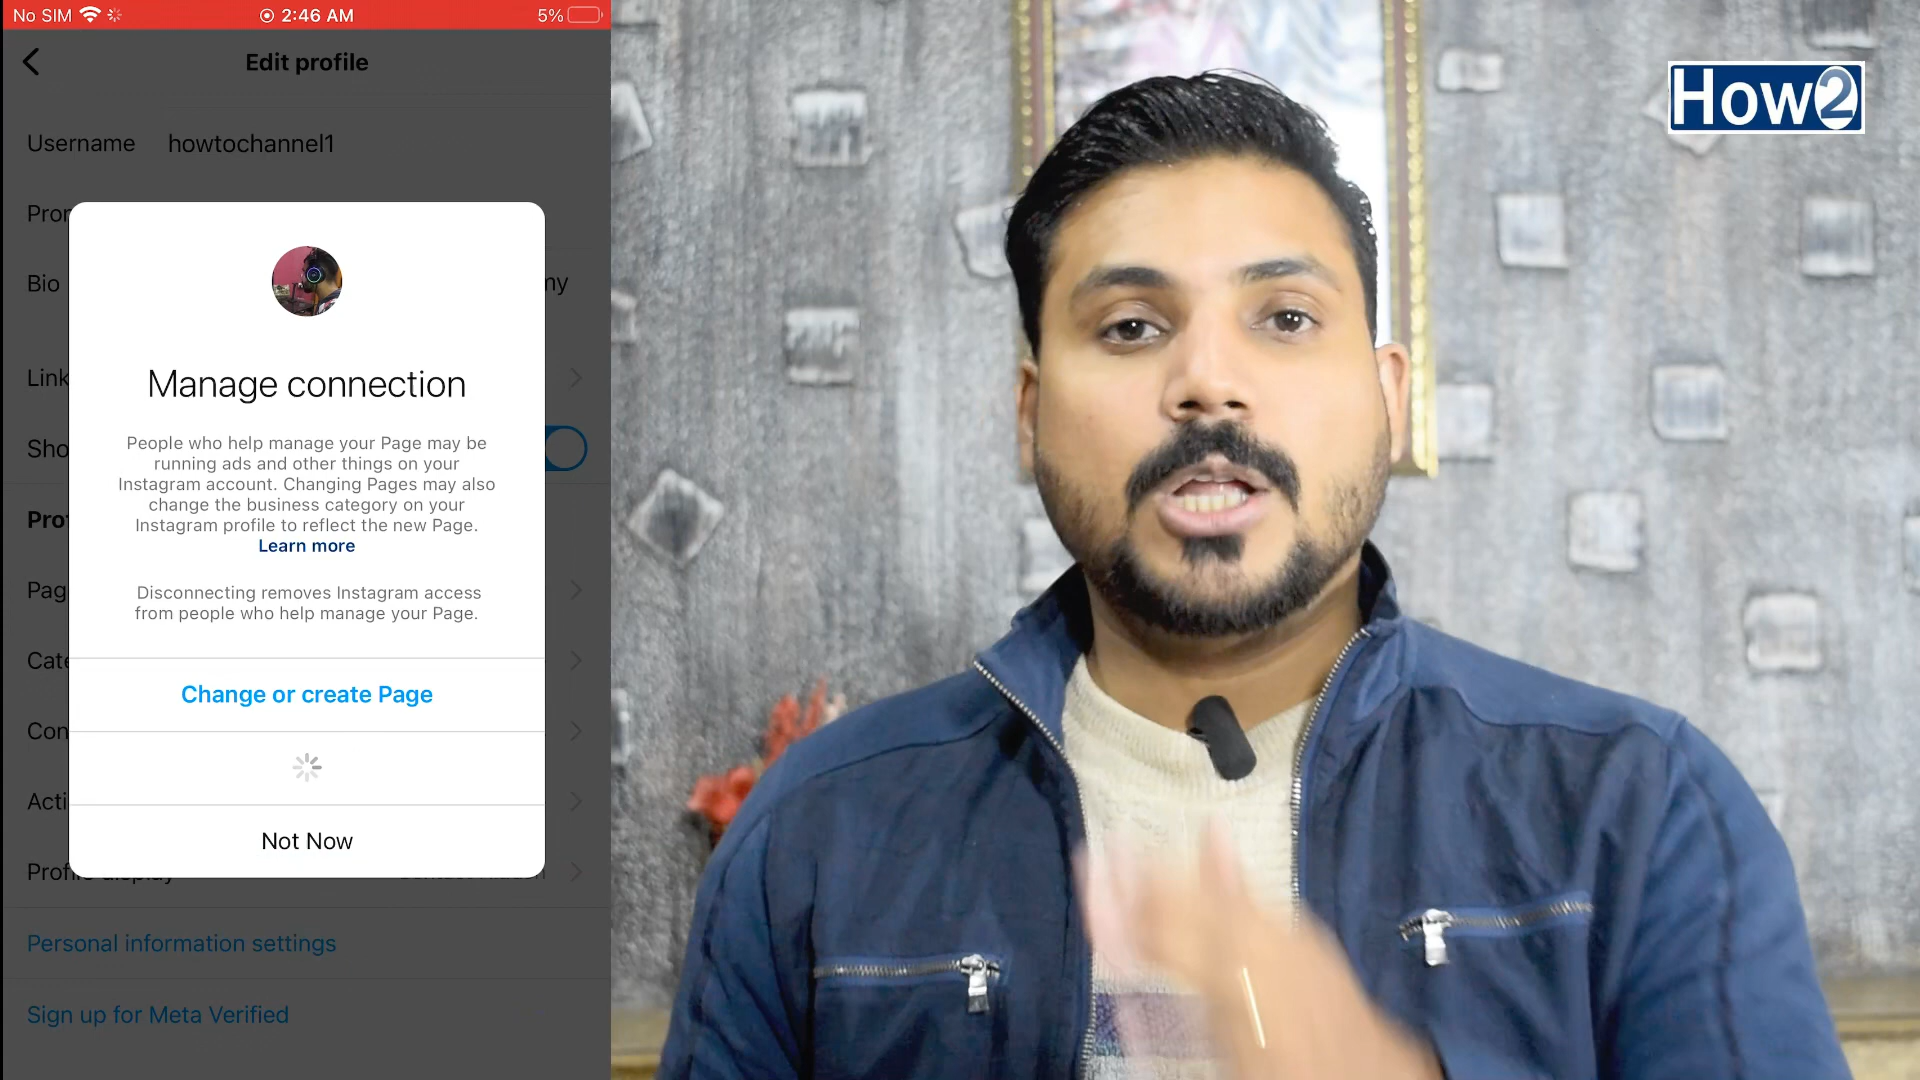 No SIM 2:46 AM 5%
Edit profile
Username howtochannel1
Bio my
Manage connection
People who help manage your Page may be
running ads and other things on your
Instagram account. Changing Pages may also
change the business category on your
Instagram profile to reflect the new Page.
Learn more
Disconnecting removes Instagram access
from people who help manage your Page.
Change or create Page
Not Now
Personal information settings
Sign up for Meta Verified
How2